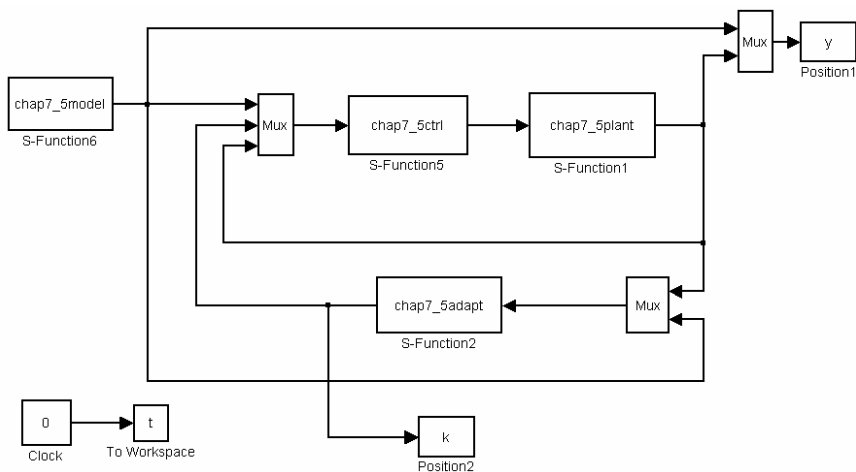 Mux
y
Position1
chap7_5model
S-Function6
Mux
chap7_5ctrl
S-Function5
chap7_5plant
S-Function1
chap7_5adapt
S-Function2
Mux
0
Clock
t
To Workspace
k
Position2